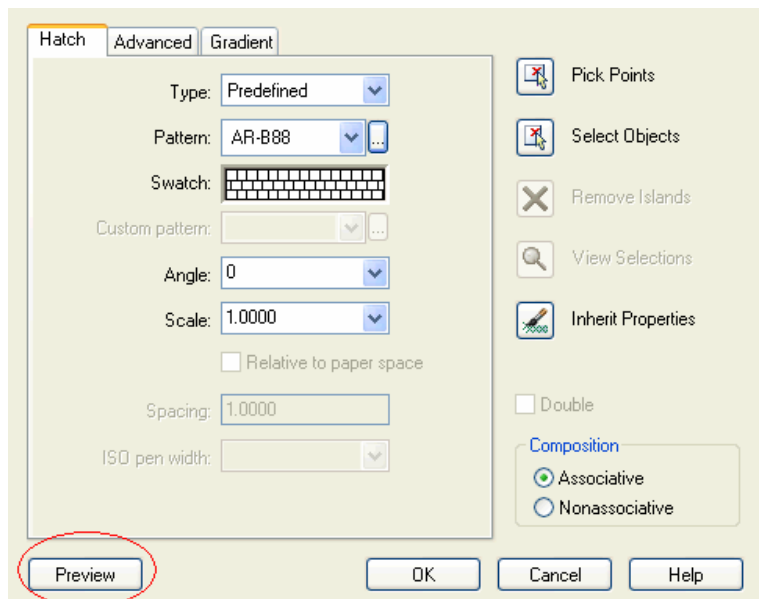 Hatch Advanced Gradient
Type: Predefined
Pattern: AR-B88 ...
Swatch:
Custom pattern: ...
Angle: 0
Scale: 1.0000
Relative to paper space
Spacing: 1.0000
ISO pen width:
Pick Points
Select Objects
Remove Islands
View Selections
Inherit Properties
Double
Composition
Associative
Nonassociative
Preview OK Cancel Help